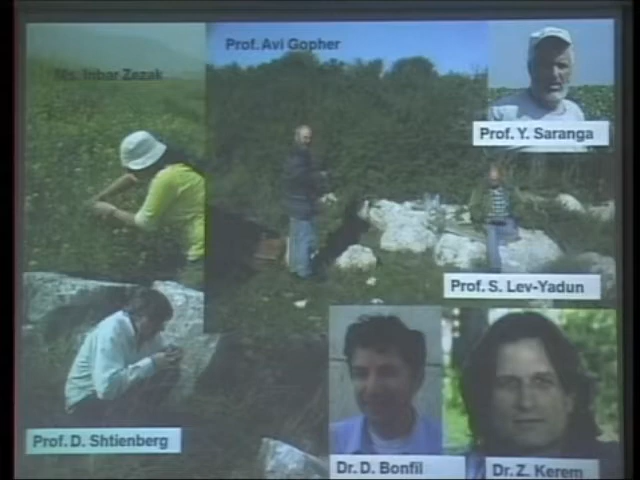 Prof. Avi Gopher
Ms. Inbar Zezak
Prof. Y. Saranga
Prof. S. Lev-Yadun
Prof. D. Shtienberg
Dr. D. Bonfil
Dr. Z. Kerem